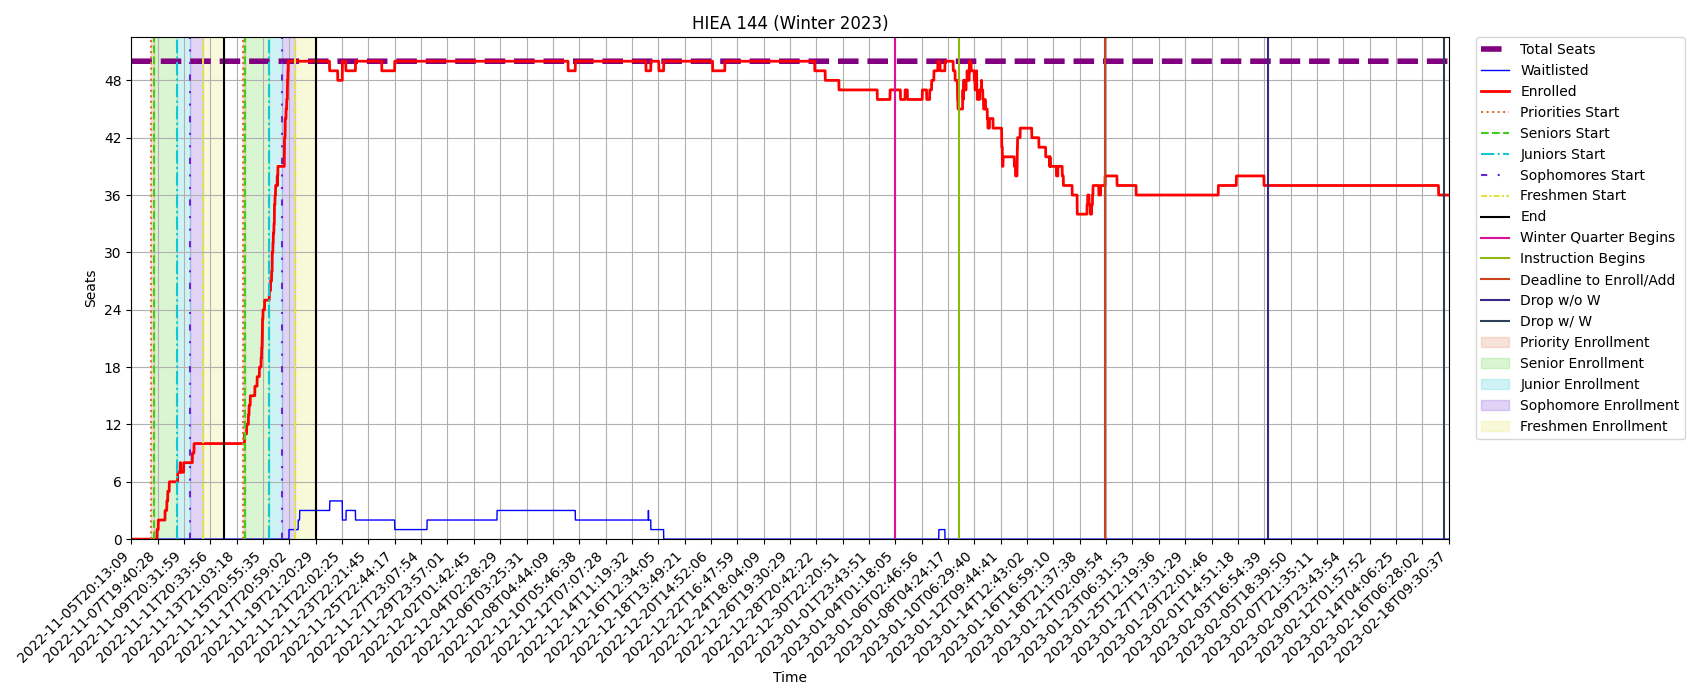 HIEA 144 (Winter 2023)
Seats
48
42
36
30
24
18
12
6
0
2022-11-05T20:13:09
2022-11-07T19:40:28
2022-11-09T20:31:59
2022-11-11T20:33:56
2022-11-13T21:03:18
2022-11-15T20:55:35
2022-11-17T20:59:02
2022-11-19T21:20:29
2022-11-21T22:02:25
2022-11-23T22:21:45
2022-11-25T22:44:17
2022-11-27T23:07:54
2022-11-29T23:57:01
2022-12-02T01:42:45
2022-12-04T02:28:29
2022-12-06T03:25:31
2022-12-08T04:44:09
2022-12-10T05:46:38
2022-12-12T07:07:28
2022-12-14T11:19:32
2022-12-16T12:34:05
2022-12-18T13:49:21
2022-12-20T14:52:06
2022-12-22T16:47:59
2022-12-24T18:04:09
2022-12-26T19:30:29
2022-12-28T20:42:22
2022-12-30T22:20:51
2023-01-01T23:43:51
2023-01-04T01:18:05
2023-01-06T02:46:56
2023-01-08T04:24:17
2023-01-10T06:29:40
2023-01-12T09:44:41
2023-01-14T12:43:02
2023-01-16T16:59:10
2023-01-18T21:37:38
2023-01-21T02:09:54
2023-01-23T06:31:53
2023-01-25T12:19:36
2023-01-27T17:31:29
2023-01-29T22:01:46
2023-02-01T14:51:18
2023-02-03T16:54:39
2023-02-05T18:39:50
2023-02-07T21:35:11
2023-02-09T23:43:54
2023-02-12T01:57:52
2023-02-14T04:06:25
2023-02-16T06:28:02
2023-02-18T09:30:37
Time
Total Seats
Waitlisted
Enrolled
Priorities Start
Seniors Start
Juniors Start
Sophomores Start
Freshmen Start
End
Winter Quarter Begins
Instruction Begins
Deadline to Enroll/Add
Drop w/o W
Drop w/ W
Priority Enrollment
Senior Enrollment
Junior Enrollment
Sophomore Enrollment
Freshmen Enrollment